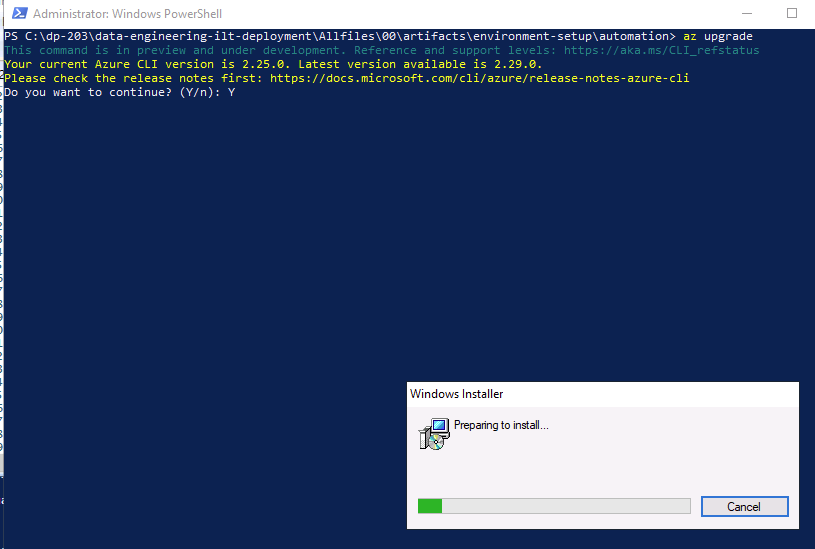 Administrator: Windows PowerShell
PS C:\dp-203\data-engineering-ilt-deployment\Allfiles\00\artifacts\environment-setup\automation> az upgrade
This command is in preview and under development. Reference and support levels: https://aka.ms/CLI_refstatus
Your current Azure CLI version is 2.25.0. Latest version available is 2.29.0.
Please check the release notes first: https://docs.microsoft.com/cli/azure/release-notes-azure-cli
Do you want to continue? (Y/n): Y
Windows Installer
Preparing to install...
Cancel